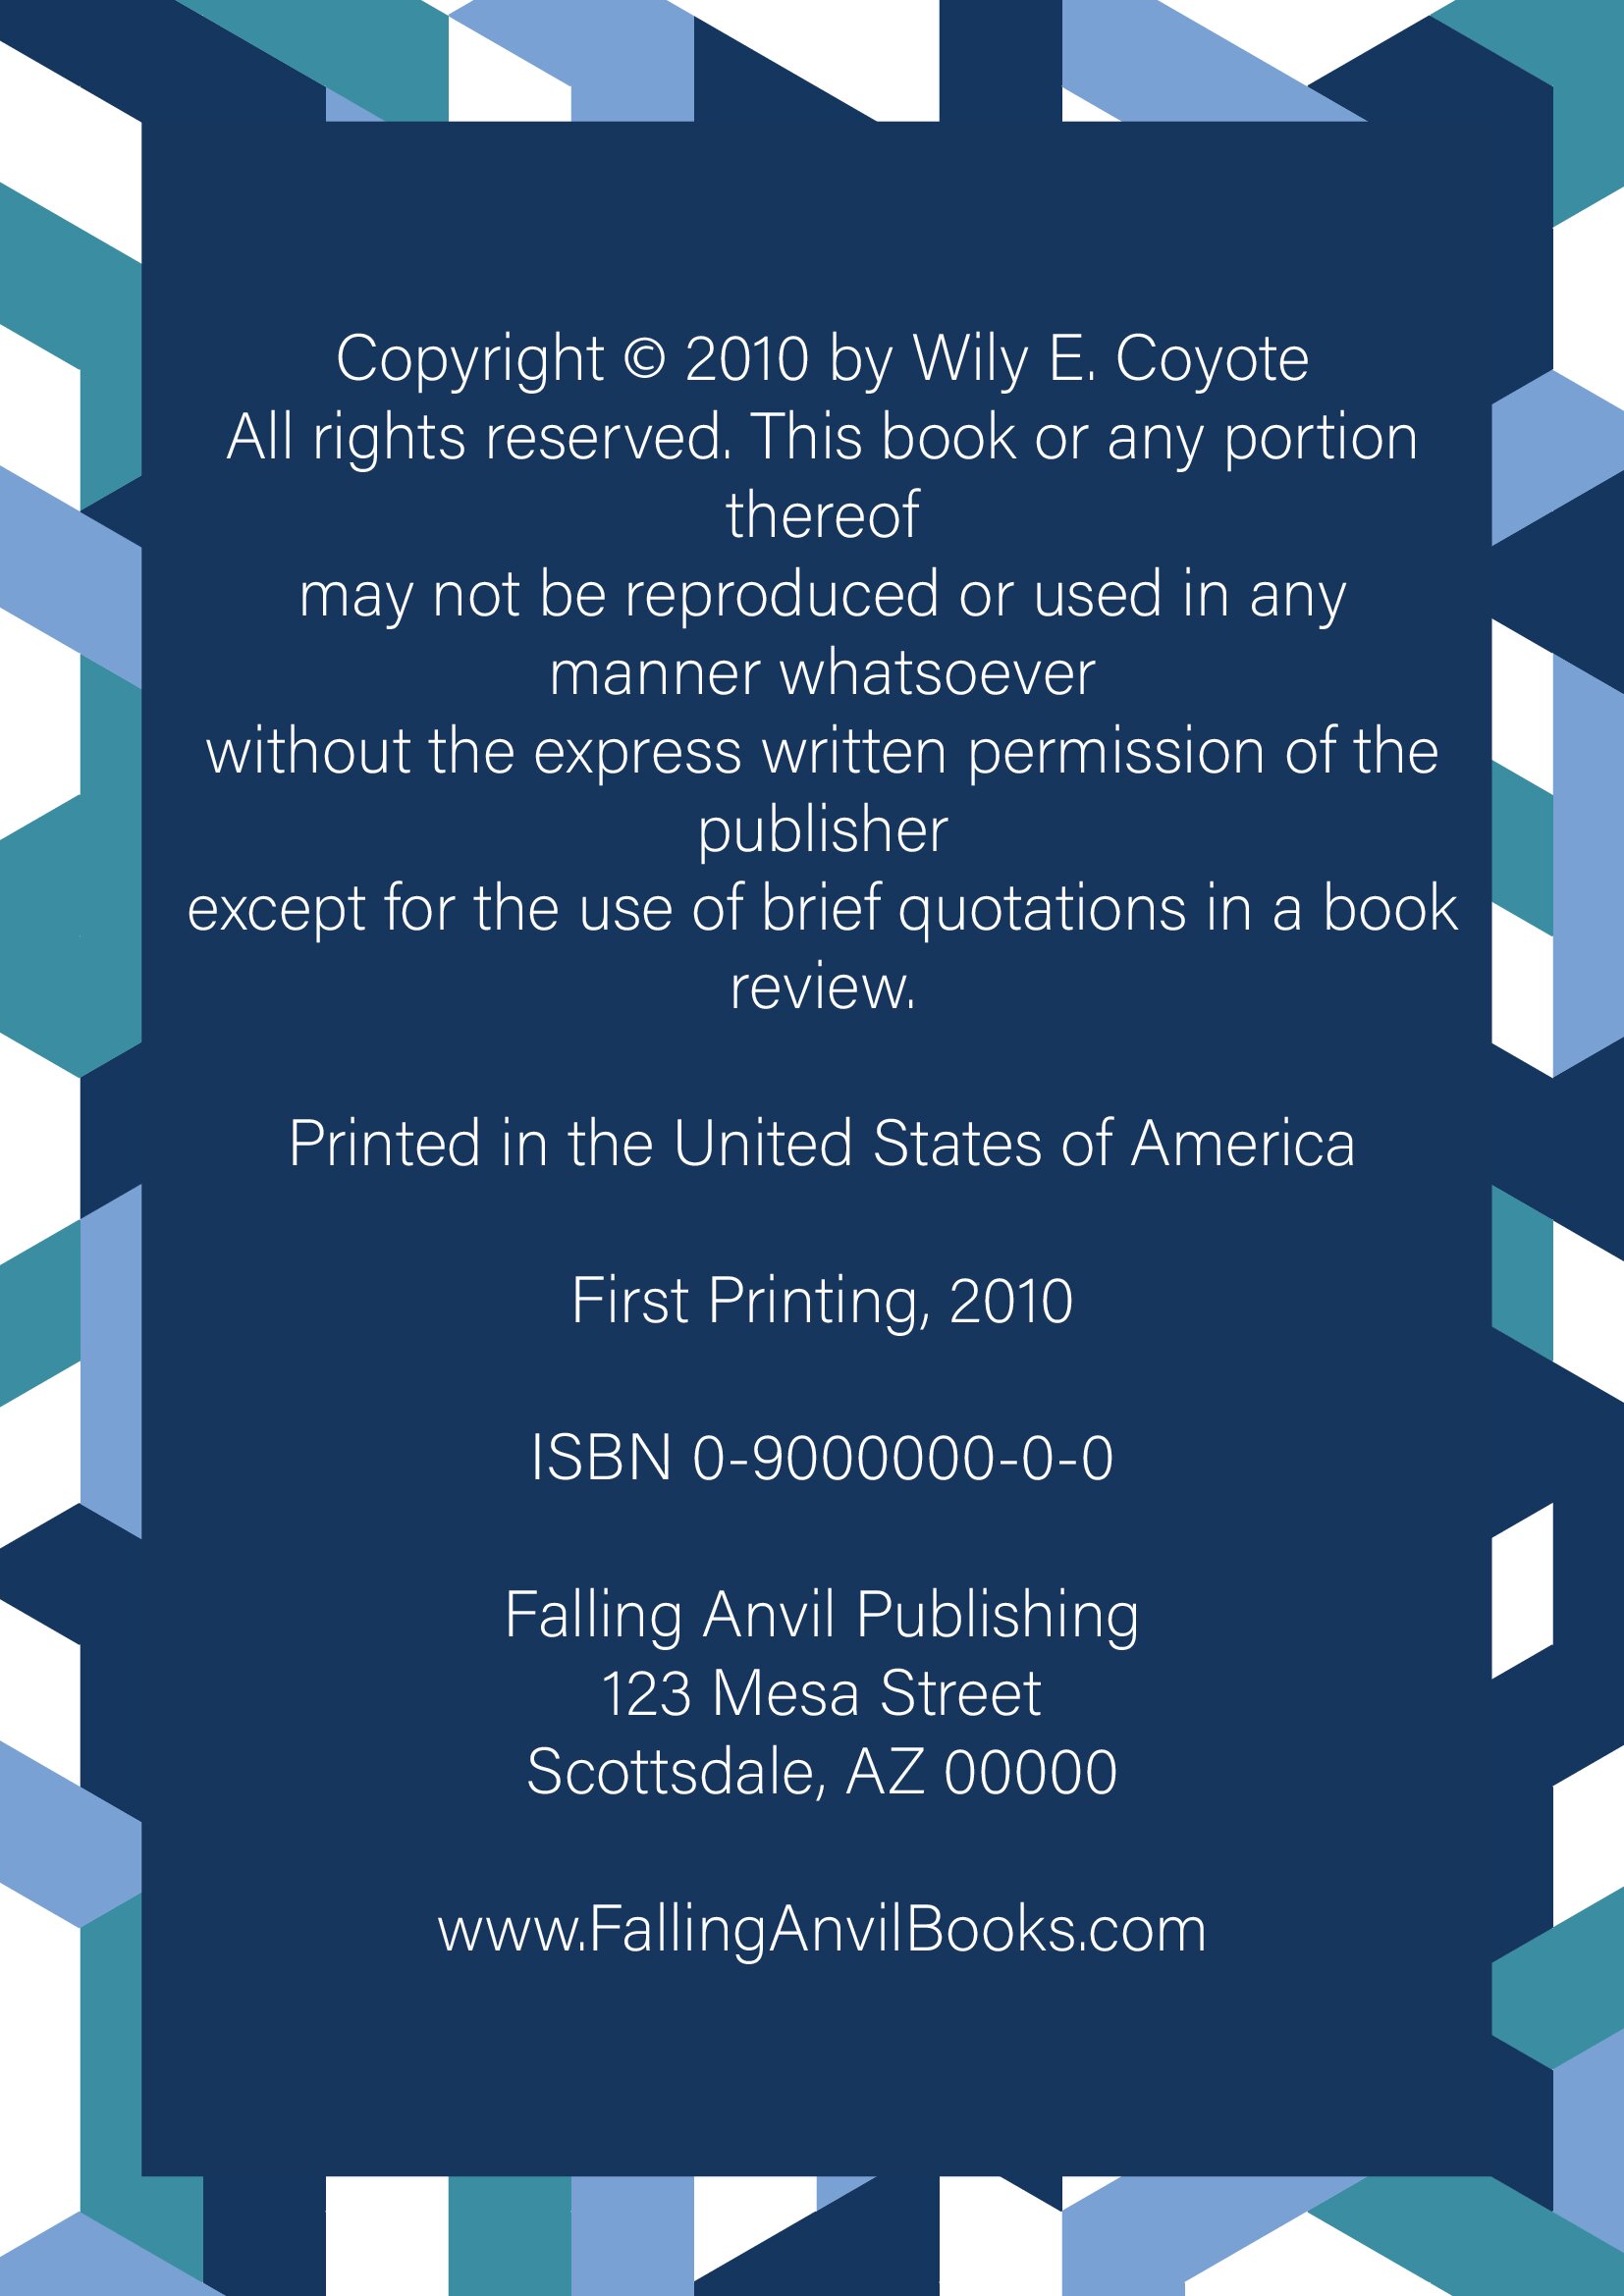 Copyright © 2010 by Wily E. Coyote
All rights reserved. This book or any portion
thereof
may not be reproduced or used in any
manner whatsoever
without the express written permission of the
publisher
except for the use of brief quotations in a book
review.
Printed in the United States of America
First Printing, 2010
ISBN 0-9000000-0-0
Falling Anvil Publishing
123 Mesa Street
Scottsdale, AZ 00000
www.FallingAnvilBooks.com